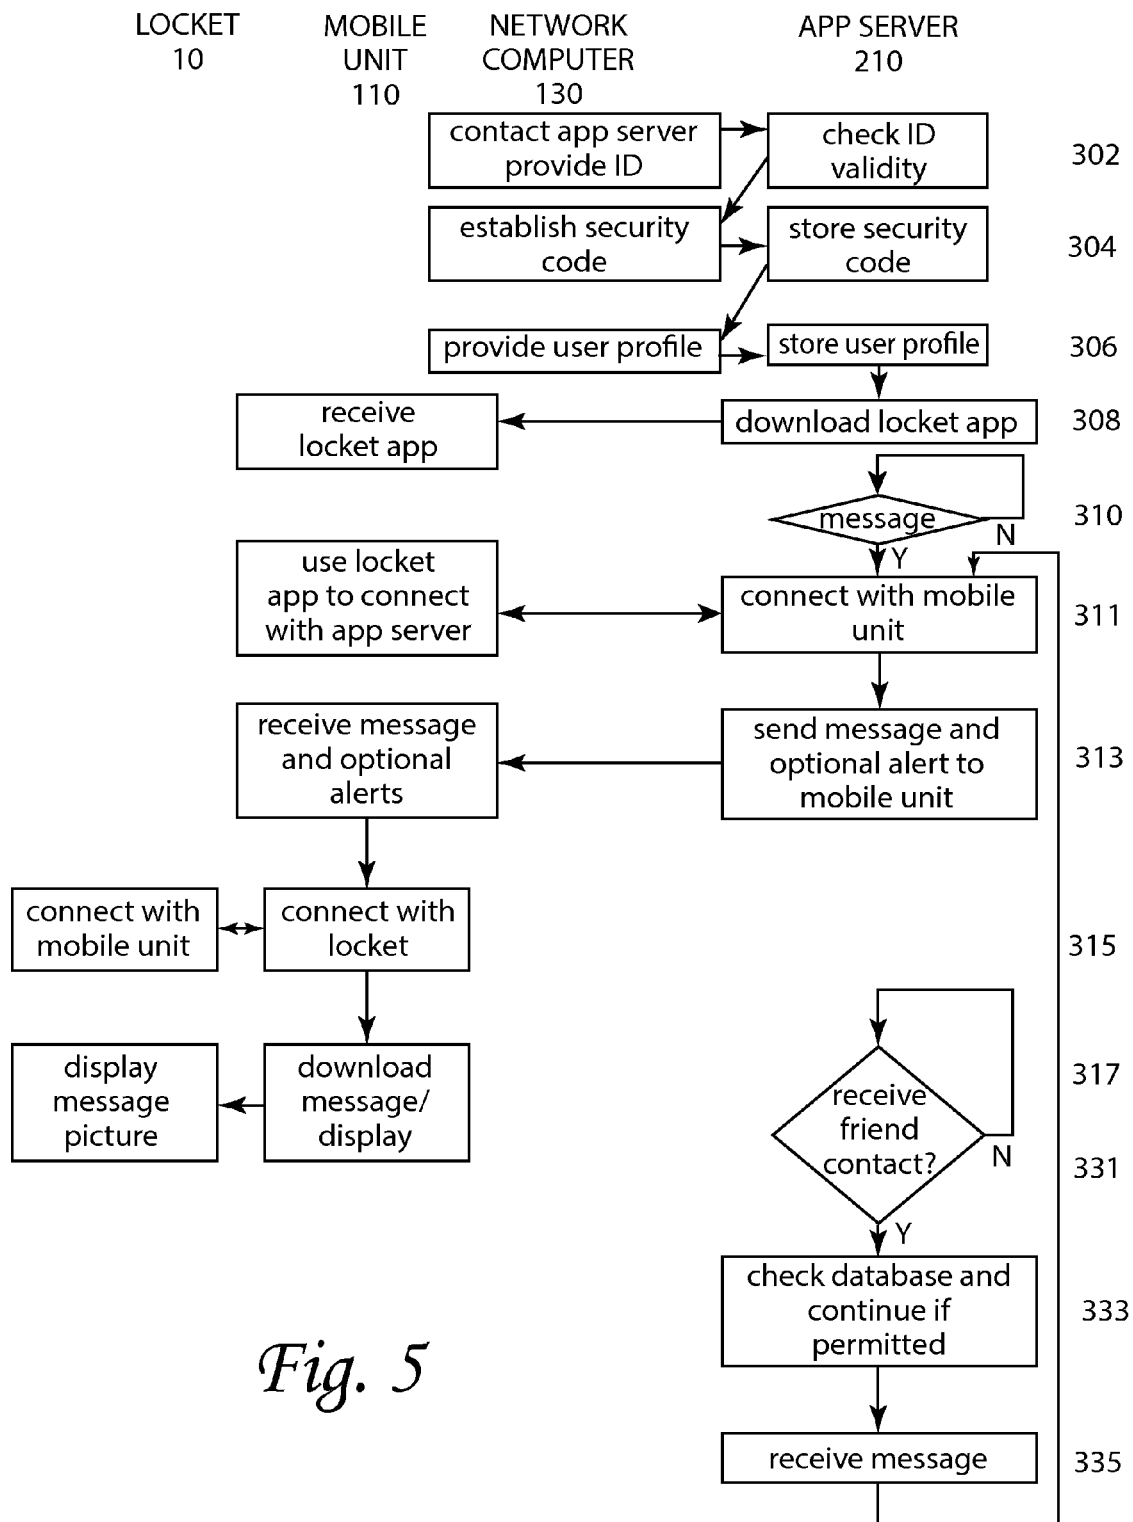 LOCKET
10
MOBILE
UNIT
110
NETWORK
COMPUTER
130
APP SERVER
210
contact app server
provide ID
check ID
validity
302
establish security
code
store security
code
304
provide user profile
store user profile
306
receive
locket app
download locket app
308
message
N
Y
310
use locket
app to connect
with app server
connect with mobile
unit
311
receive message
and optional
alerts
send message and
optional alert to
mobile unit
313
connect with
mobile unit
connect with
locket
315
display
message
picture
download
message/
display
317
receive
friend
contact?
N
Y
331
check database and
continue if
permitted
333
receive message
335
Fig. 5